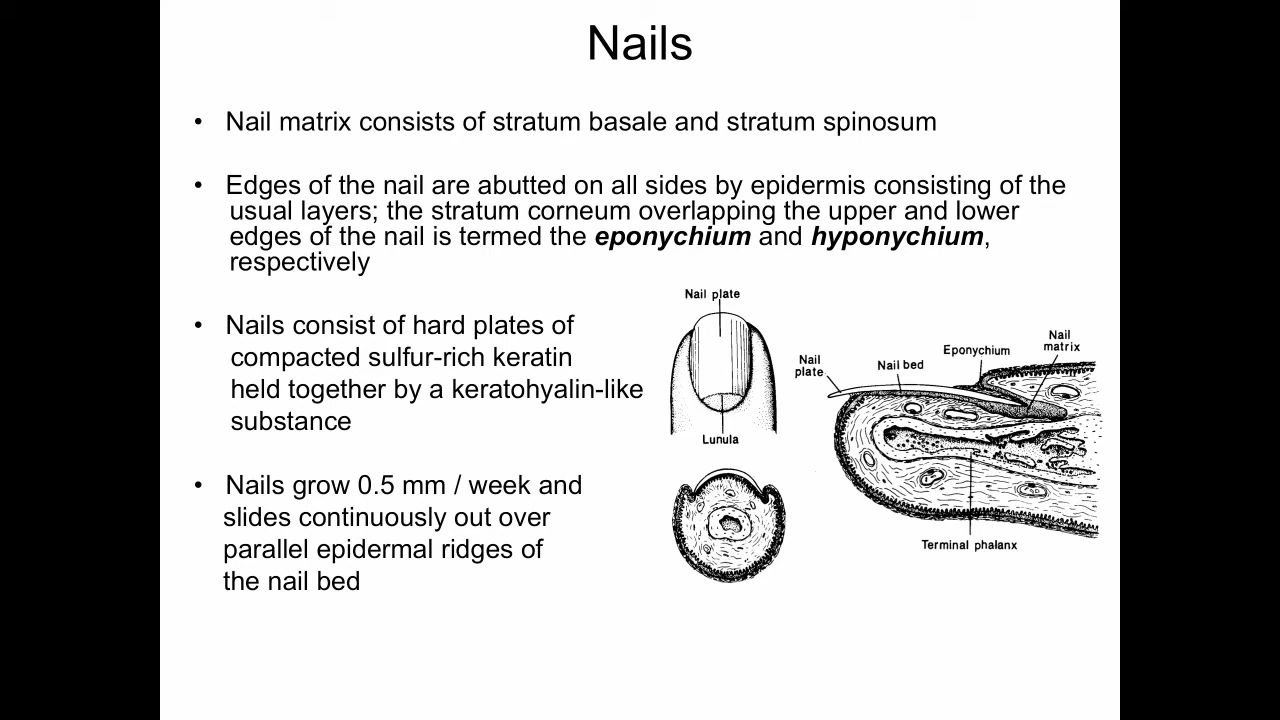 Nails
• Nail matrix consists of stratum basale and stratum spinosum
• Edges of the nail are abutted on all sides by epidermis consisting of the
usual layers; the stratum corneum overlapping the upper and lower
edges of the nail is termed the eponychium and hyponychium,
respectively
• Nails consist of hard plates of
compacted sulfur-rich keratin
held together by a keratohyalin-like
substance
• Nails grow 0.5 mm / week and
slides continuously out over
parallel epidermal ridges of
the nail bed
Nail plate
Lunula
Nail
plate
Nail bed
Eponychium
Nail
matrix
Terminal phalanx